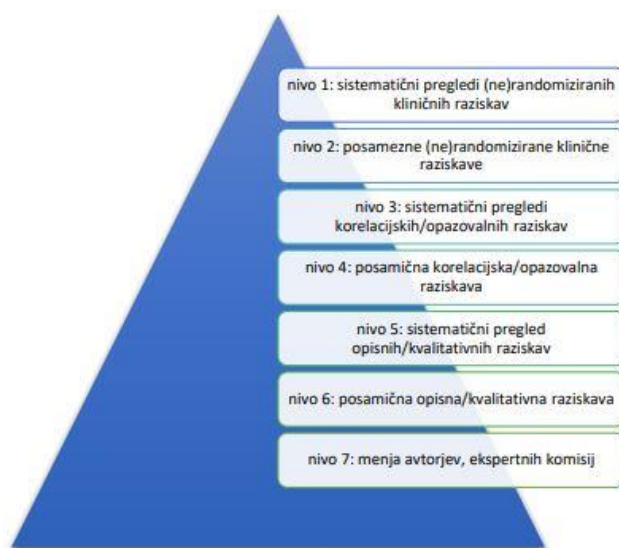 nivo 1: sistematični pregledi (ne)randomiziranih
kliničnih raziskav
nivo 2: posamezne (ne)randomizirane klinične
raziskave
nivo 3: sistematični pregledi
korelacijskih/opazovalnih raziskav
nivo 4: posamična korelacijska/opazovalna
raziskava
nivo 5: sistematični pregled
opisnih/kvalitativnih raziskav
nivo 6: posamična opisna/kvalitativna raziskava
nivo 7: menja avtorjev, ekspertnih komisij